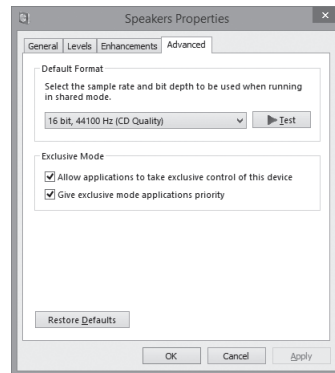 Speakers Properties
General Levels Enhancements Advanced
Default Format
Select the sample rate and bit depth to be used when running
in shared mode.
16 bit, 44100 Hz (CD Quality)
Test
Exclusive Mode
Allow applications to take exclusive control of this device
Give exclusive mode applications priority
Restore Defaults
OK Cancel Apply